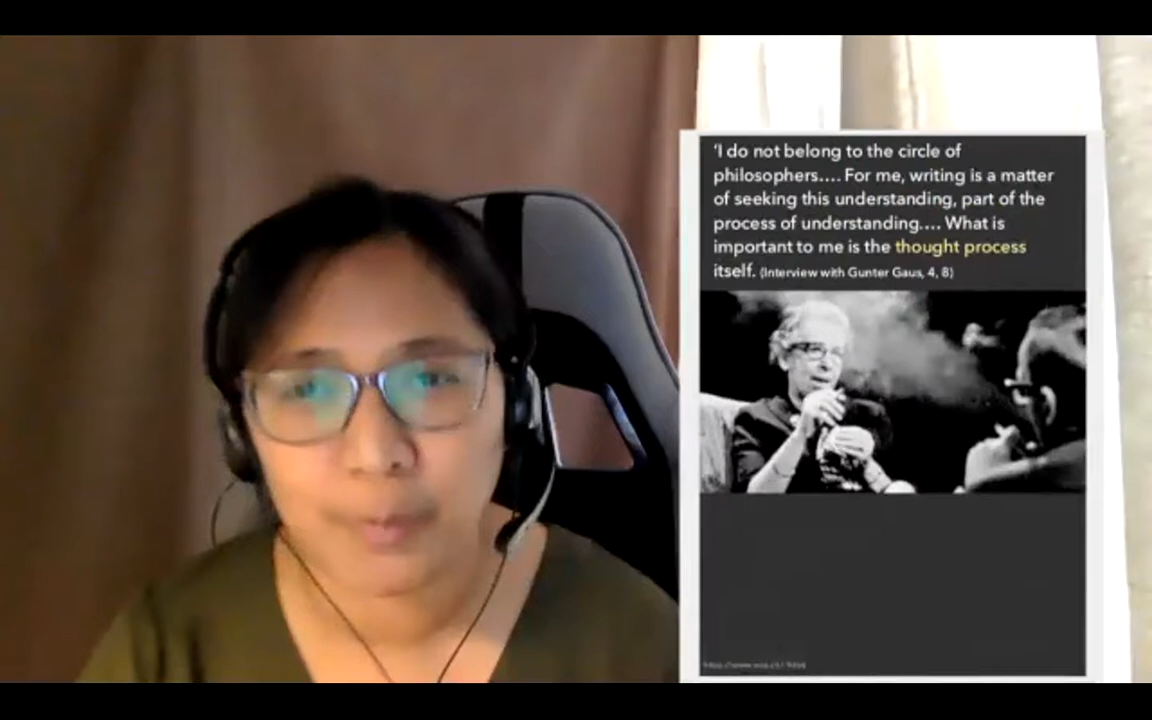 'I do not belong to the circle of
philosophers.... For me, writing is a matter
of seeking this understanding, part of the
process of understanding.... What is
important to me is the thought process
itself. (Interview with Gunter Gaus, 4, 8)